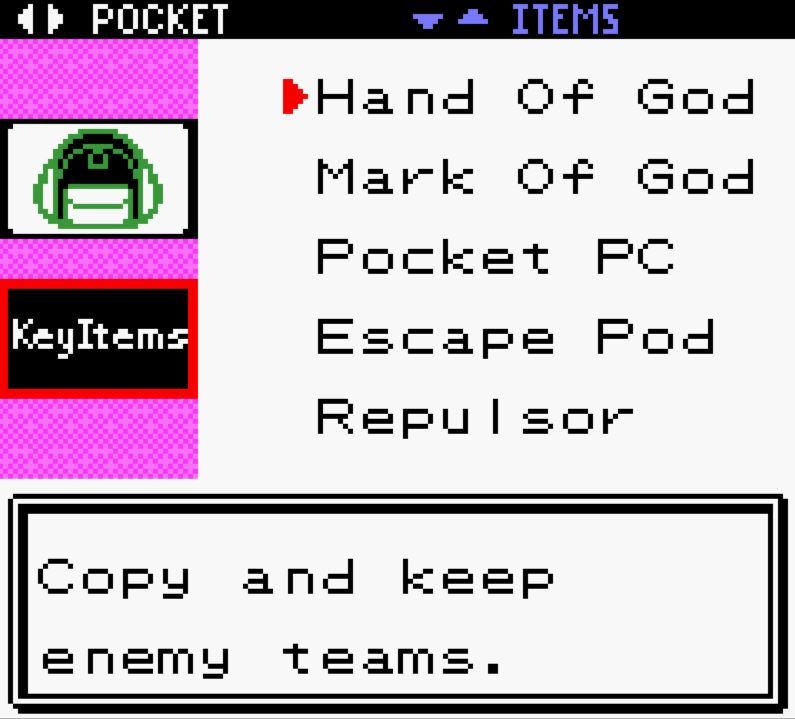 POCKET
ITEMS
Hand Of God
Mark Of God
Pocket PC
Escape Pod
Repulsor
KeyItems
Copy and keep
enemy teams.